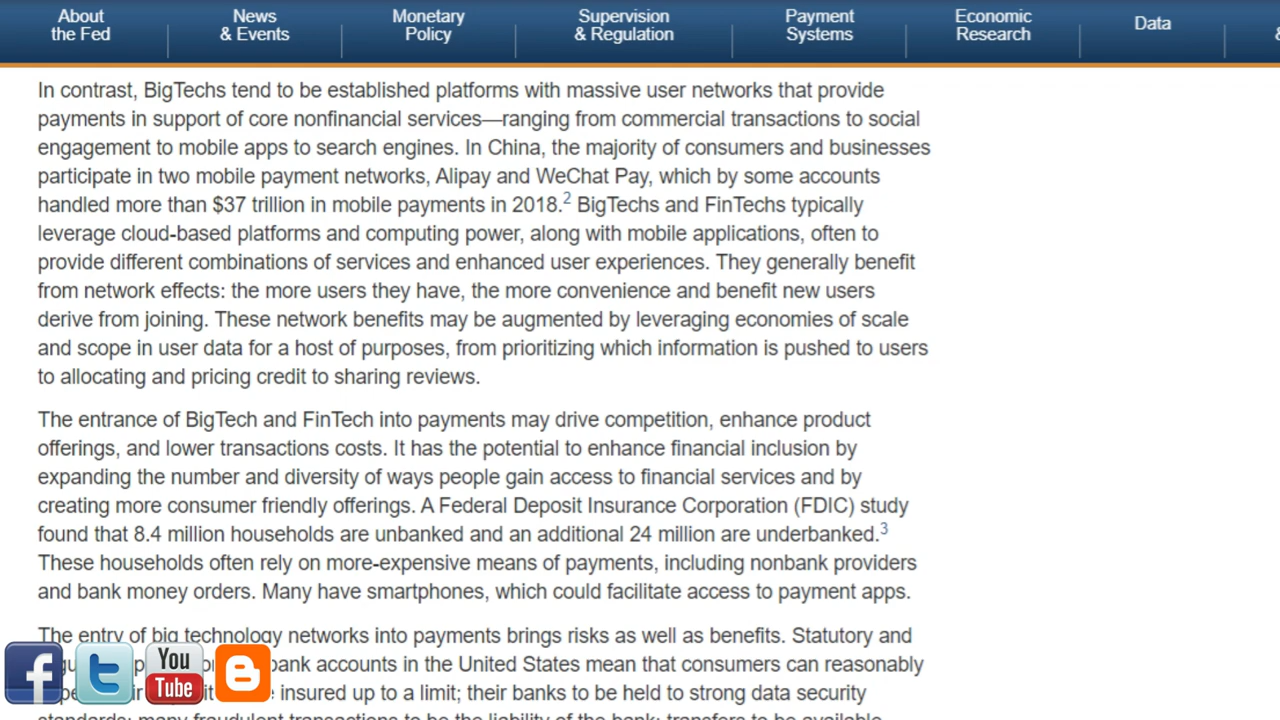 About the Fed
News & Events
Monetary Policy
Supervision & Regulation
Payment Systems
Economic Research
Data
&
In contrast, BigTechs tend to be established platforms with massive user networks that provide
payments in support of core nonfinancial services—ranging from commercial transactions to social
engagement to mobile apps to search engines. In China, the majority of consumers and businesses
participate in two mobile payment networks, Alipay and WeChat Pay, which by some accounts
handled more than $37 trillion in mobile payments in 2018.2 BigTechs and FinTechs typically
leverage cloud-based platforms and computing power, along with mobile applications, often to
provide different combinations of services and enhanced user experiences. They generally benefit
from network effects: the more users they have, the more convenience and benefit new users
derive from joining. These network benefits may be augmented by leveraging economies of scale
and scope in user data for a host of purposes, from prioritizing which information is pushed to users
to allocating and pricing credit to sharing reviews.
The entrance of BigTech and FinTech into payments may drive competition, enhance product
offerings, and lower transactions costs. It has the potential to enhance financial inclusion by
expanding the number and diversity of ways people gain access to financial services and by
creating more consumer friendly offerings. A Federal Deposit Insurance Corporation (FDIC) study
found that 8.4 million households are unbanked and an additional 24 million are underbanked.3
These households often rely on more-expensive means of payments, including nonbank providers
and bank money orders. Many have smartphones, which could facilitate access to payment apps.
The entry of big technology networks into payments brings risks as well as benefits. Statutory and
bank accounts in the United States mean that consumers can reasonably
insured up to a limit; their banks to be held to strong data security
standards; many fraudulent transactions to be the liability of the bank; transfers to be available
You Tube